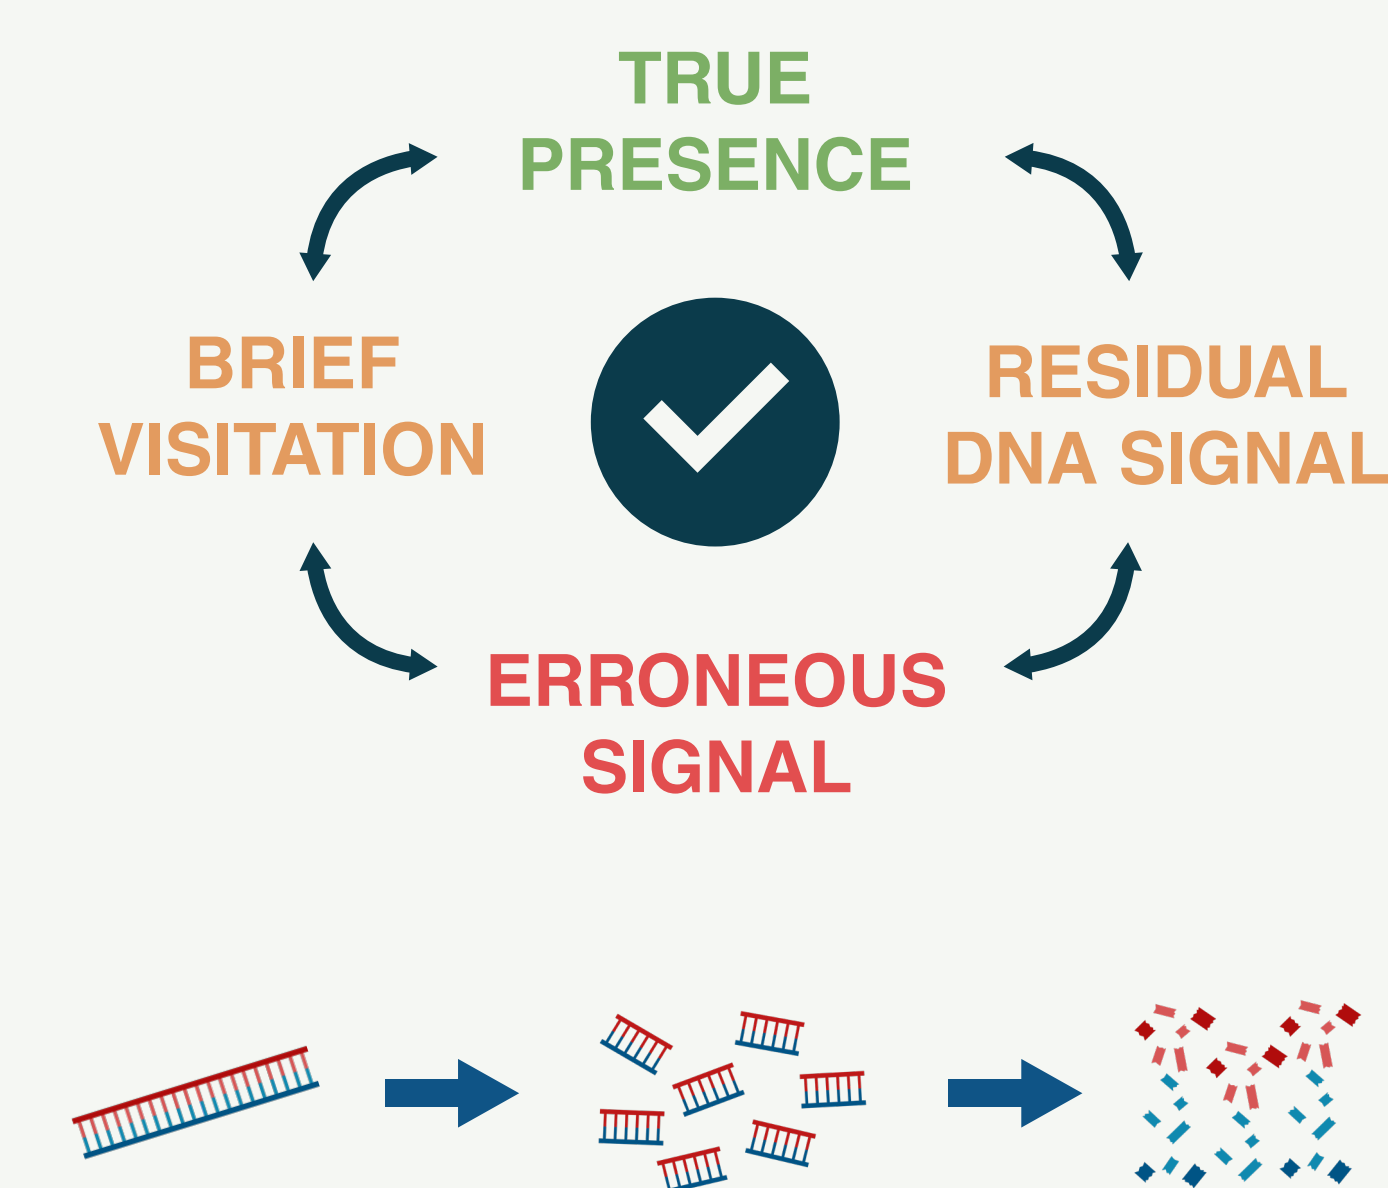 TRUE
PRESENCE
BRIEF
VISITATION
RESIDUAL
DNA SIGNAL
ERRONEOUS
SIGNAL